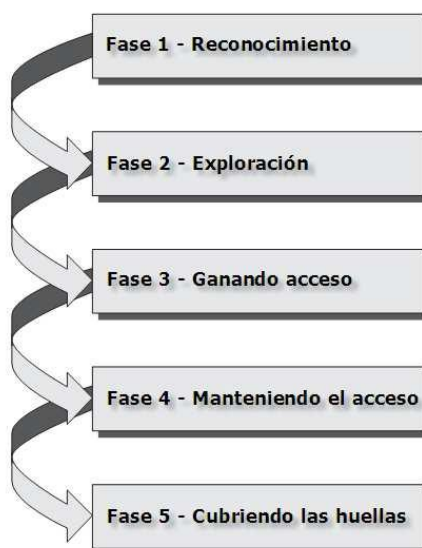 Fase 1 - Reconocimiento
Fase 2 - Exploración
Fase 3 - Ganando acceso
Fase 4 - Manteniendo el acceso
Fase 5 - Cubriendo las huellas